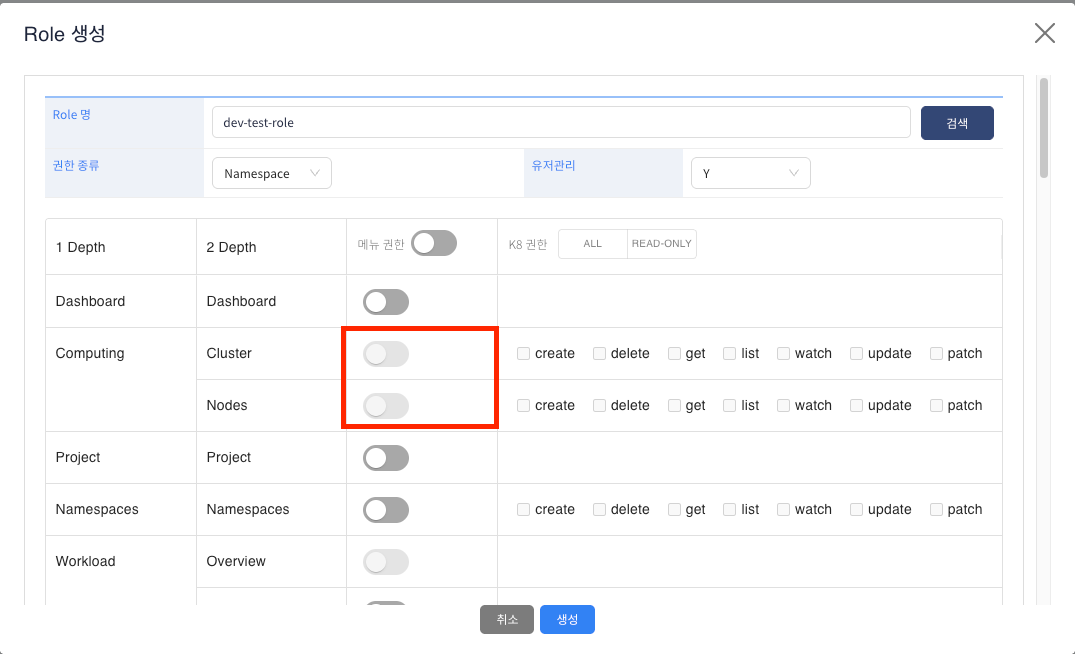 Role 생성
Role 명
dev-test-role
검색
권한 종류
Namespace
유저관리
Y
1 Depth
2 Depth
메뉴 권한
K8 권한
ALL
READ-ONLY
Dashboard
Dashboard
Computing
Cluster
create delete get list watch update patch
Nodes
create delete get list watch update patch
Project
Project
Namespaces
Namespaces
create delete get list watch update patch
Workload
Overview
취소
생성